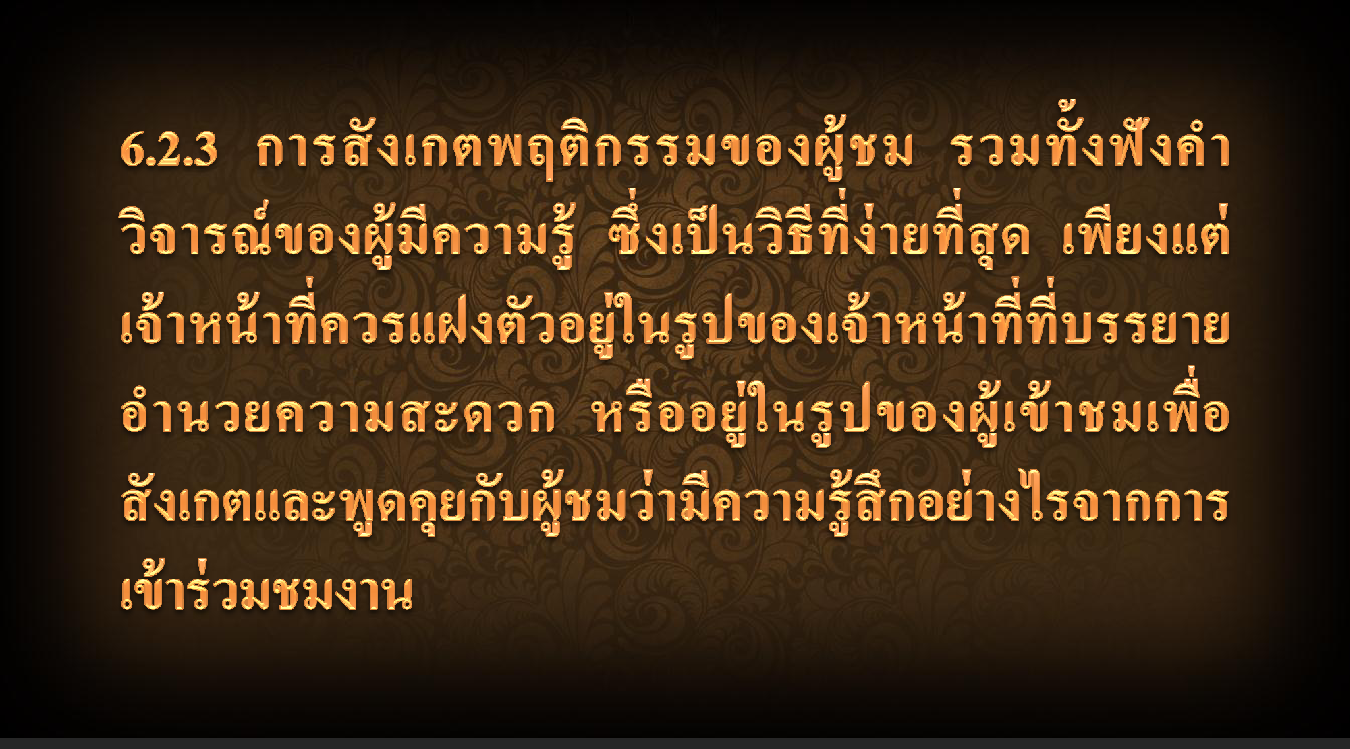 6.2.3 การสังเกตพฤติกรรมของผู้ชม รวมทั้งฟังคำ
วิจารณ์ของผู้มีความรู้ ซึ่งเป็นวิธีที่ง่ายที่สุด เพียงแต่
เจ้าหน้าที่ควรแฝงตัวอยู่ในรูปของเจ้าหน้าที่ที่บรรยาย
อำนวยความสะดวก หรืออยู่ในรูปของผู้เข้าชมเพื่อ
สังเกตและพูดคุยกับผู้ชมว่ามีความรู้สึกอย่างไรจากการ
เข้าร่วมชมงาน